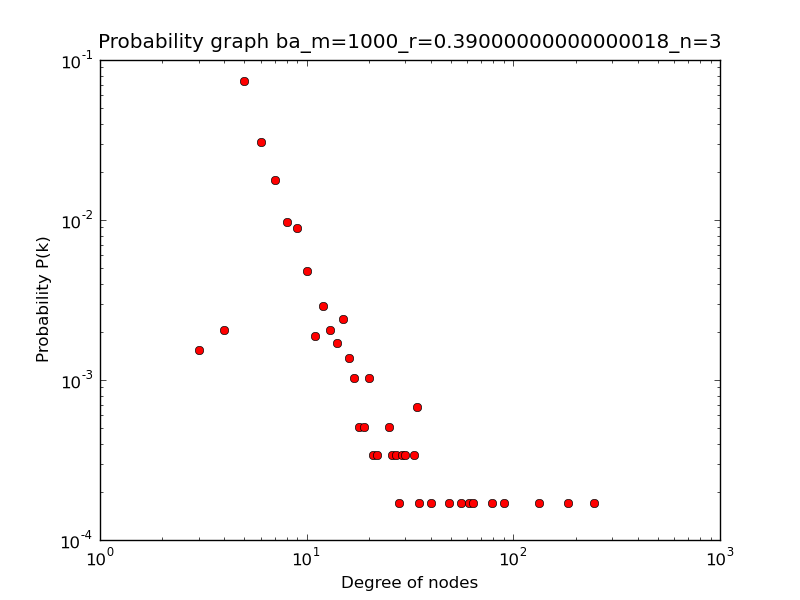 Probability graph ba_m=1000_r=0.39000000000000018_n=3
10^-1
10^-2
10^-3
10^-4
Probability P(k)
10^0 10^1 10^2 10^3
Degree of nodes